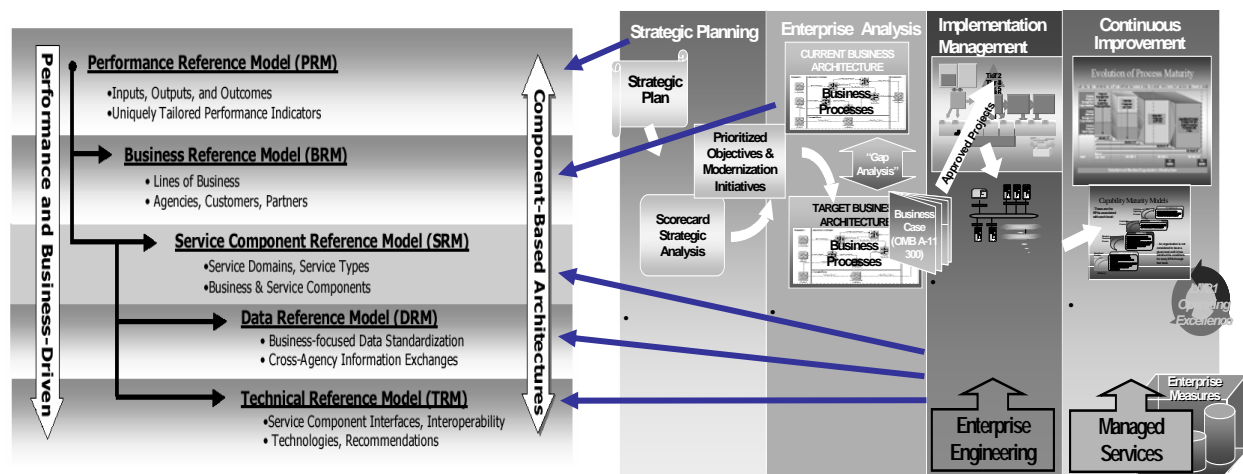 Performance and Business-Driven
Performance Reference Model (PRM)
•Inputs, Outputs, and Outcomes
•Uniquely Tailored Performance Indicators
Business Reference Model (BRM)
• Lines of Business
• Agencies, Customers, Partners
Service Component Reference Model (SRM)
•Service Domains, Service Types
•Business & Service Components
Data Reference Model (DRM)
• Business-focused Data Standardization
• Cross-Agency Information Exchanges
Technical Reference Model (TRM)
•Service Component Interfaces, Interoperability
• Technologies, Recommendations
Component-Based Architectures
Strategic Planning
Strategic
Plan
Prioritized
Objectives &
Modernization
Initiatives
Scorecard
Strategic
Analysis
Enterprise Analysis
CURRENT BUSINESS
ARCHITECTURE
Business
Processes
“Gap
Analysis”
TARGET BUSINESS
ARCHITECTURE
Business
Processes
Business
Case
(OMB A-11
300)
Implementation
Management
Approved Projects
Enterprise
Engineering
Continuous
Improvement
Evolution of Process Maturity
Capability Maturity Models
Operating
Excellence
Enterprise
Measures
Managed
Services